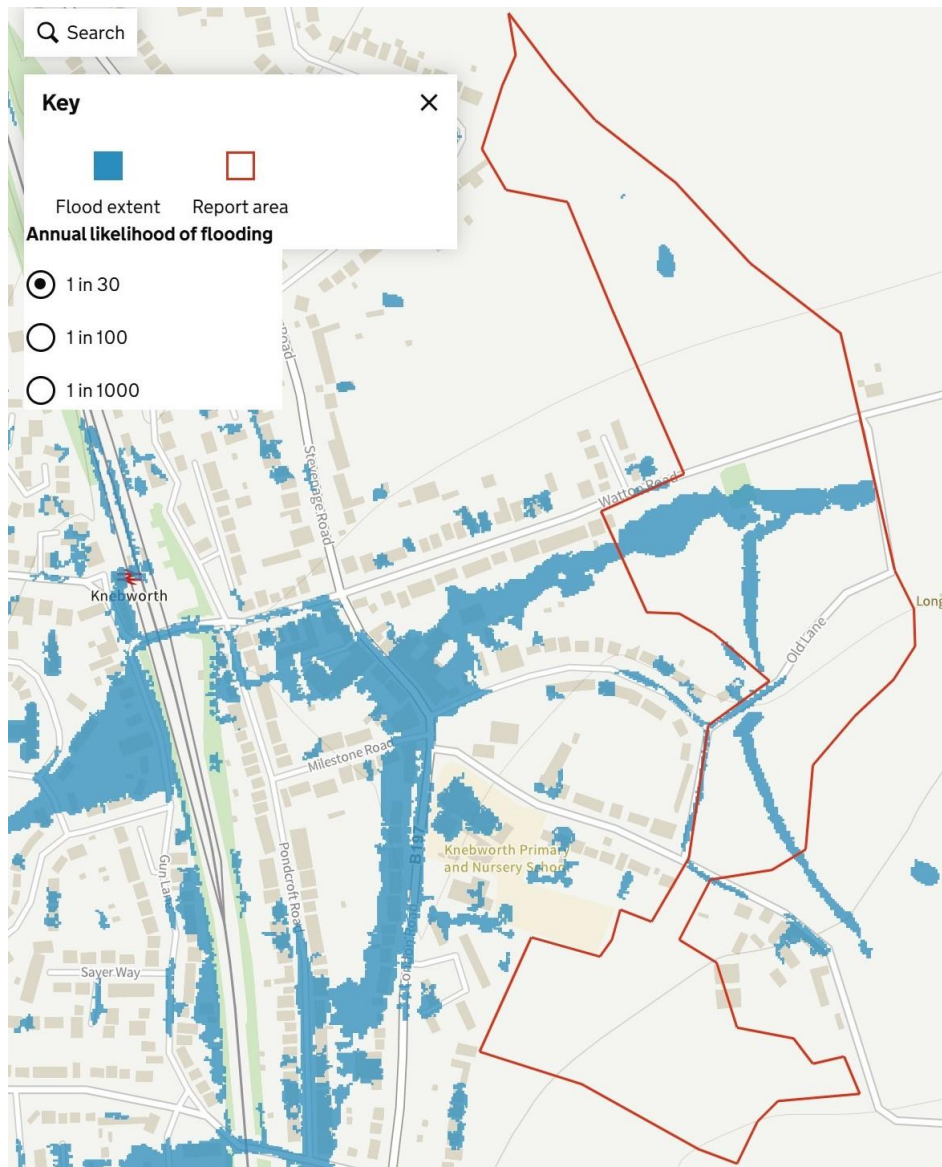 Search
Key
Flood extent
Report area
Annual likelihood of flooding
1 in 30
1 in 100
1 in 1000
Road
Stevenage Road
Watton Road
Knebworth
Old Lane
Long
Milestone Road
B197
Knebworth Primary
and Nursery School
Gun Lane
Pondcroft Road
London Road
Sayer Way